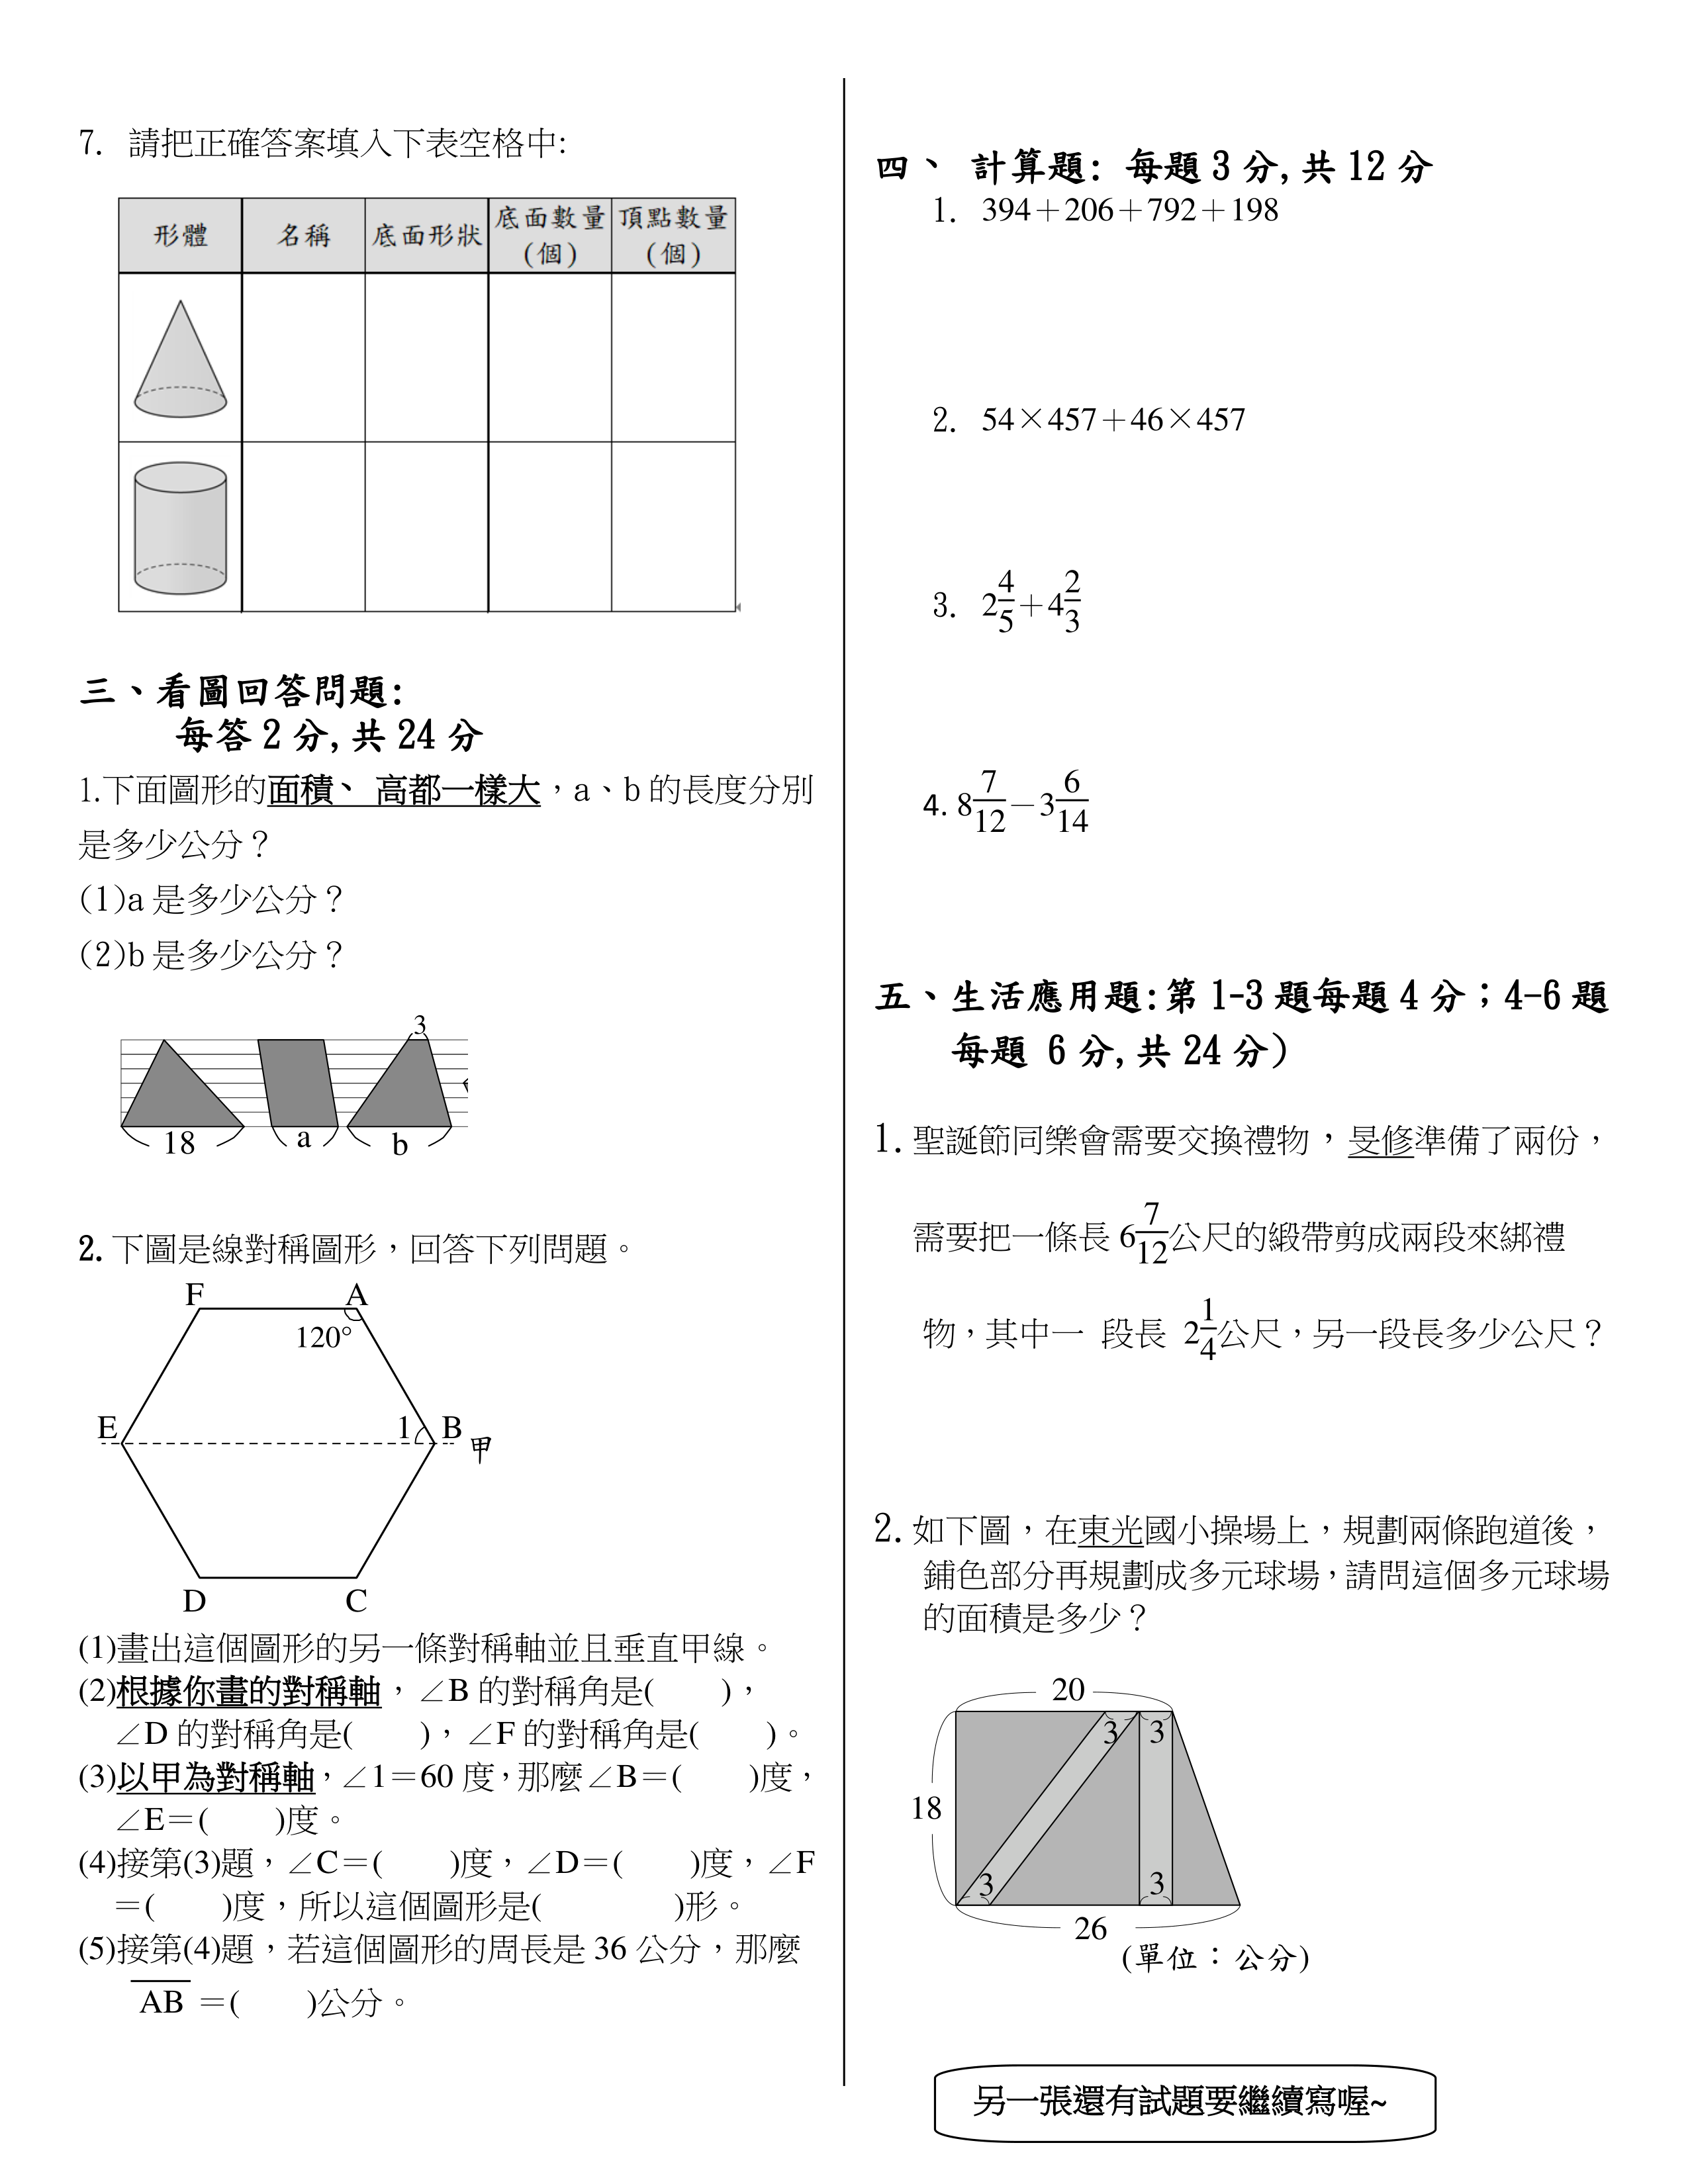 7. 請把正確答案填入下表空格中:
形體 名稱 底面形狀 底面數量(個) 頂點數量(個)
三、看圖回答問題:
每答2分,共24分
1.下面圖形的面積、 高都一樣大，a、b的長度分別
是多少公分？
(1)a是多少公分？
(2)b是多少公分？
3
18 a b
2.下圖是線對稱圖形，回答下列問題。
F A
120°
E 1 B 甲
D C
(1)畫出這個圖形的另一條對稱軸並且垂直甲線。
(2)根據你畫的對稱軸，∠B的對稱角是(　　)，
∠D的對稱角是(　　)，∠F的對稱角是(　　)。
(3)以甲為對稱軸，∠1＝60度，那麼∠B＝(　　)度，
∠E＝(　　)度。
(4)接第(3)題，∠C＝(　　)度，∠D＝(　　)度，∠F
＝(　　)度，所以這個圖形是(　　　　)形。
(5)接第(4)題，若這個圖形的周長是36公分，那麼
A̅B̅ ＝(　　)公分。
四、 計算題: 每題3分,共12分
1. 394＋206＋792＋198
2. 54×457＋46×457
3. 2 4/5＋4 2/3
4. 8 7/12－3 6/14
五、生活應用題:第1-3題每題4分；4-6題
每題 6分,共24分)
1.聖誕節同樂會需要交換禮物，旻修準備了兩份，
需要把一條長 6 7/12公尺的緞帶剪成兩段來綁禮
物，其中一 段長 2 1/4公尺，另一段長多少公尺？
2.如下圖，在東光國小操場上，規劃兩條跑道後，
鋪色部分再規劃成多元球場，請問這個多元球場
的面積是多少？
20
3 3
18
3 3
26
(單位：公分)
另一張還有試題要繼續寫喔~